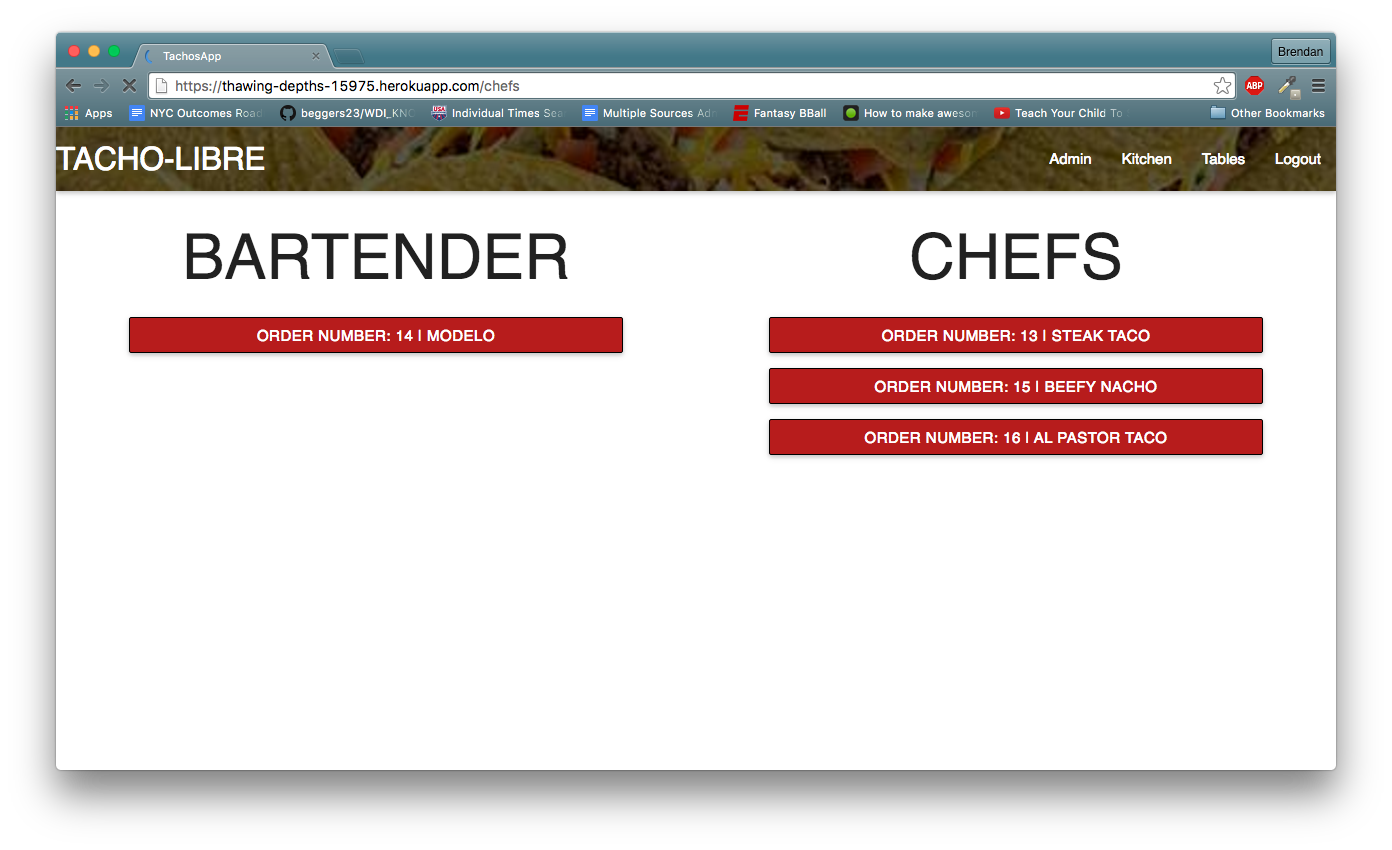 TachosApp
Brendan
https://thawing-depths-15975.herokuapp.com/chefs
ABP
Apps NYC Outcomes Road beggers23/WDI_KNO Individual Times Sea Multiple Sources Adm Fantasy BBall How to make aweson Teach Your Child To Other Bookmarks
TACHO-LIBRE Admin Kitchen Tables Logout
BARTENDER
ORDER NUMBER: 14 | MODELO
CHEFS
ORDER NUMBER: 13 | STEAK TACO
ORDER NUMBER: 15 | BEEFY NACHO
ORDER NUMBER: 16 | AL PASTOR TACO